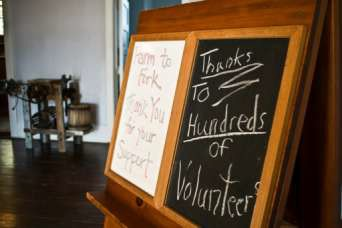 Farm to
Fork
Thank You
for your
Support
Thanks
To
Hundreds
of
Volunteers